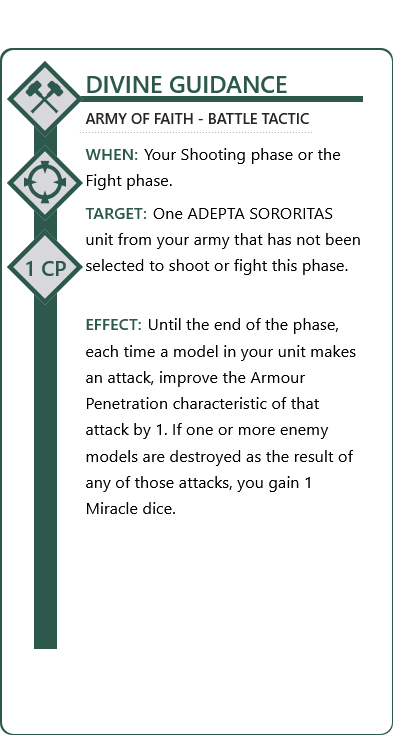 DIVINE GUIDANCE
ARMY OF FAITH - BATTLE TACTIC
WHEN: Your Shooting phase or the
Fight phase.
TARGET: One ADEPTA SORORITAS
unit from your army that has not been
selected to shoot or fight this phase.
1 CP
EFFECT: Until the end of the phase,
each time a model in your unit makes
an attack, improve the Armour
Penetration characteristic of that
attack by 1. If one or more enemy
models are destroyed as the result of
any of those attacks, you gain 1
Miracle dice.